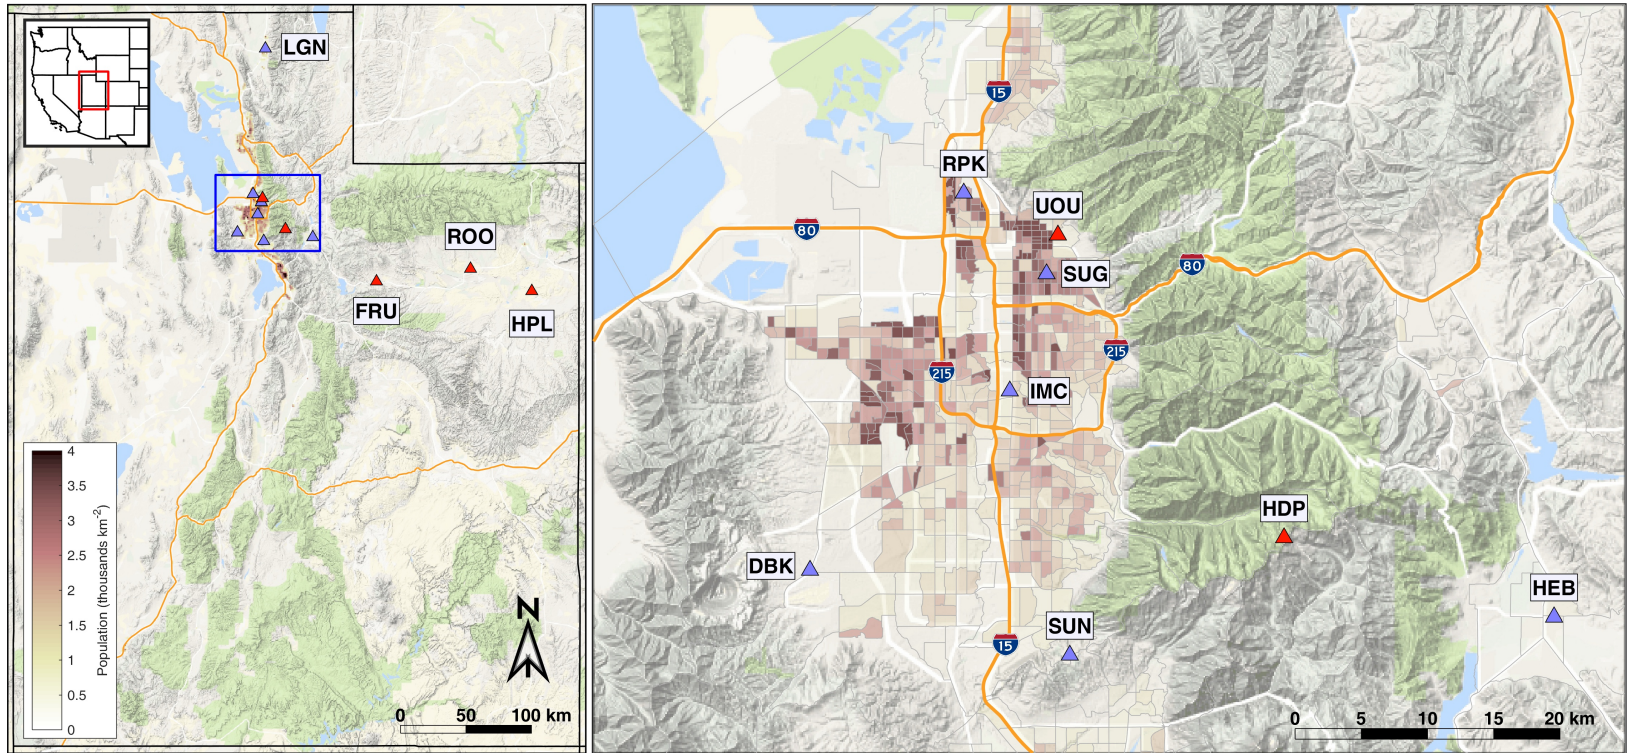 LGN
ROO
FRU
HPL
4
3.5
3
2.5
2
1.5
1
0.5
0
Population (thousands km-2)
N
0 50 100 km
15
RPK
UOU
80
SUG
80
215
215
IMC
HDP
DBK
HEB
SUN
15
0 5 10 15 20 km